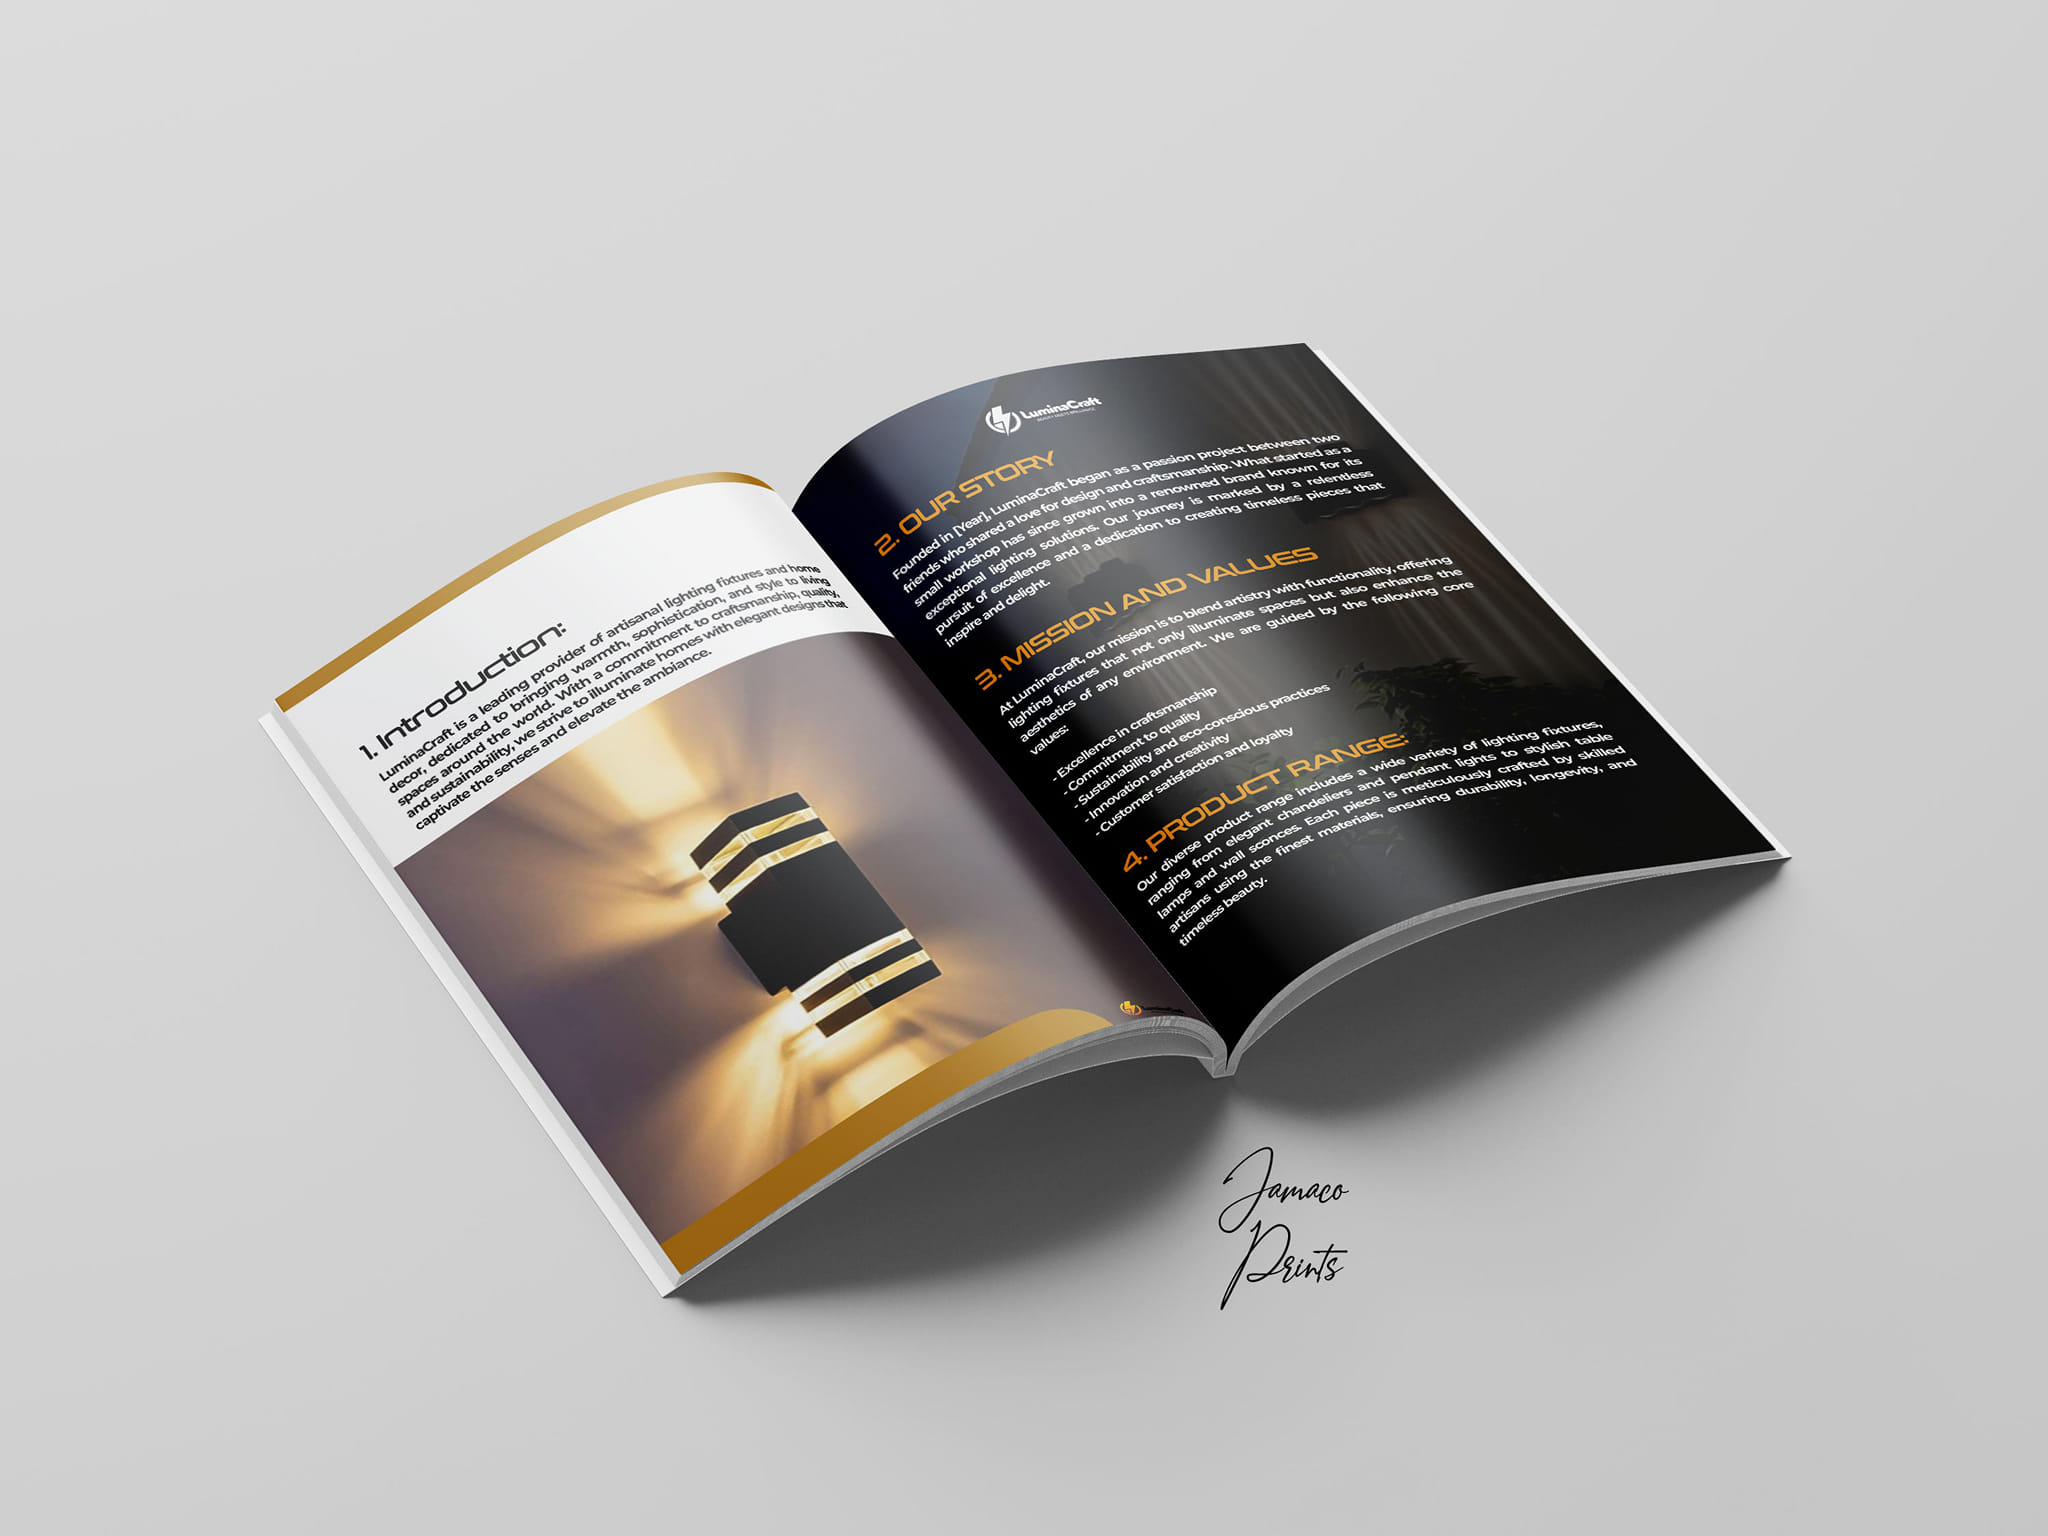 1. Introduction:
LuminaCraft is a leading provider of artisanal lighting fixtures and home
decor, dedicated to bringing warmth, sophistication, and style to living
spaces around the world. With a commitment to craftsmanship, quality,
and sustainability, we strive to illuminate homes with elegant designs that
captivate the senses and elevate the ambiance.
LuminaCraft
LuminaCraft
BEAUTY MEETS BRILLIANCE
2. OUR STORY
Founded in [Year], LuminaCraft began as a passion project between two
friends who shared a love for design and craftsmanship. What started as a
small workshop has since grown into a renowned brand known for its
exceptional lighting solutions. Our journey is marked by a relentless
pursuit of excellence and a dedication to creating timeless pieces that
inspire and delight.
3. MISSION AND VALUES
At LuminaCraft, our mission is to blend artistry with functionality, offering
lighting fixtures that not only illuminate spaces but also enhance the
aesthetics of any environment. We are guided by the following core
values:
- Excellence in craftsmanship
- Commitment to quality
- Sustainability and eco-conscious practices
- Innovation and creativity
- Customer satisfaction and loyalty
4. PRODUCT RANGE:
Our diverse product range includes a wide variety of lighting fixtures,
ranging from elegant chandeliers and pendant lights to stylish table
lamps and wall sconces. Each piece is meticulously crafted by skilled
artisans using the finest materials, ensuring durability, longevity, and
timeless beauty.
Jamaco
Prints